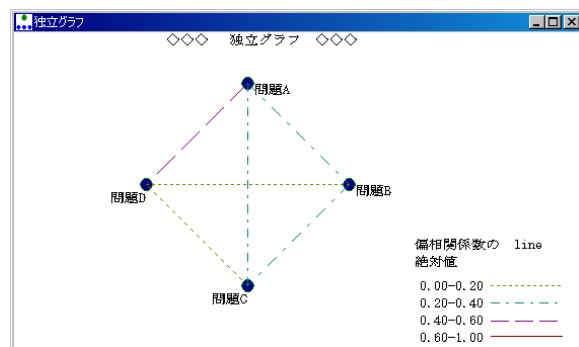 独立グラフ
◇◇◇ 独立グラフ ◇◇◇
問題A
問題D
問題B
問題C
偏相関係数の line
絶対値
0.00-0.20
0.20-0.40
0.40-0.60
0.60-1.00